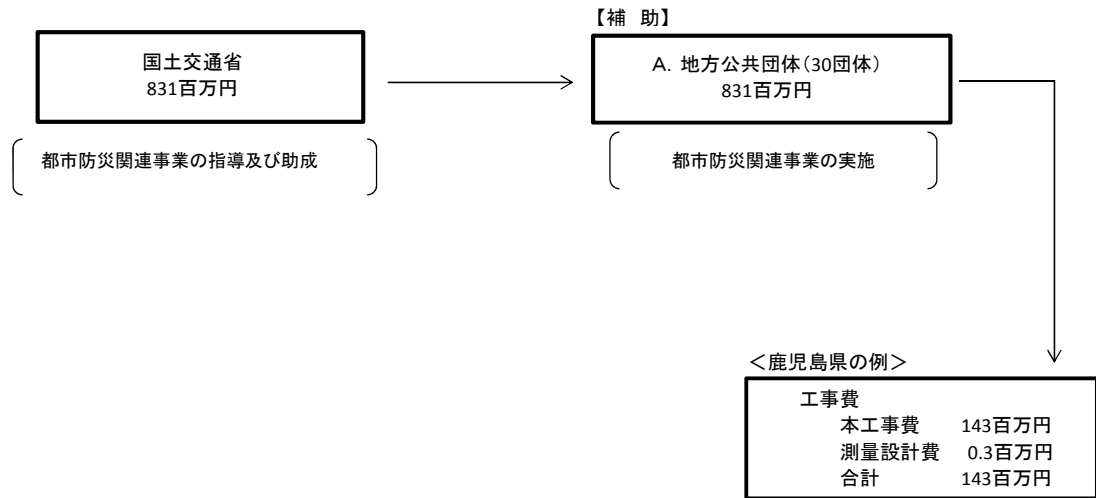 国土交通省
831百万円
都市防災関連事業の指導及び助成
【補 助】
A. 地方公共団体（30団体）
831百万円
都市防災関連事業の実施
＜鹿児島県の例＞
工事費
本工事費 143百万円
測量設計費 0.3百万円
合計 143百万円